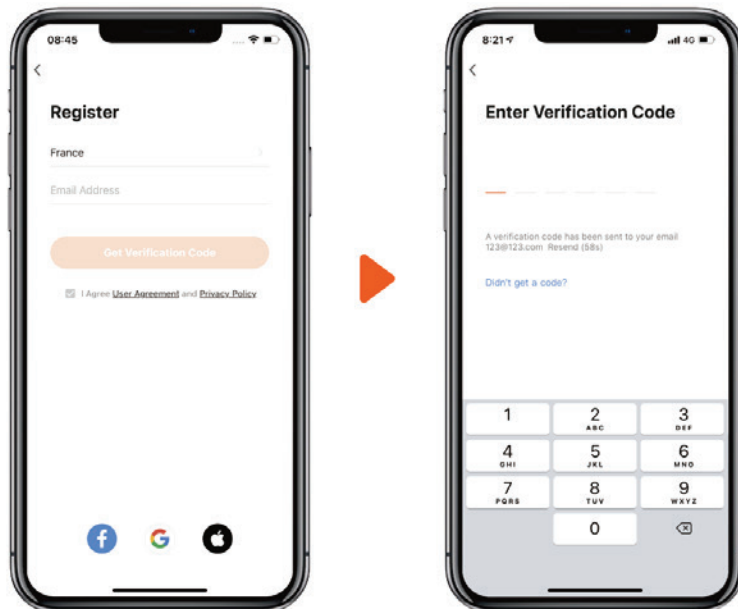 08:45
Register
France
Email Address
Get Verification Code
I Agree User Agreement and Privacy Policy
8:21
4G
Enter Verification Code
A verification code has been sent to your email
123@123.com Resend (58s)
Didn't get a code?
1
2
ABC
3
DEF
4
GHI
5
JKL
6
MNO
7
PQRS
8
TUV
9
WXYZ
0